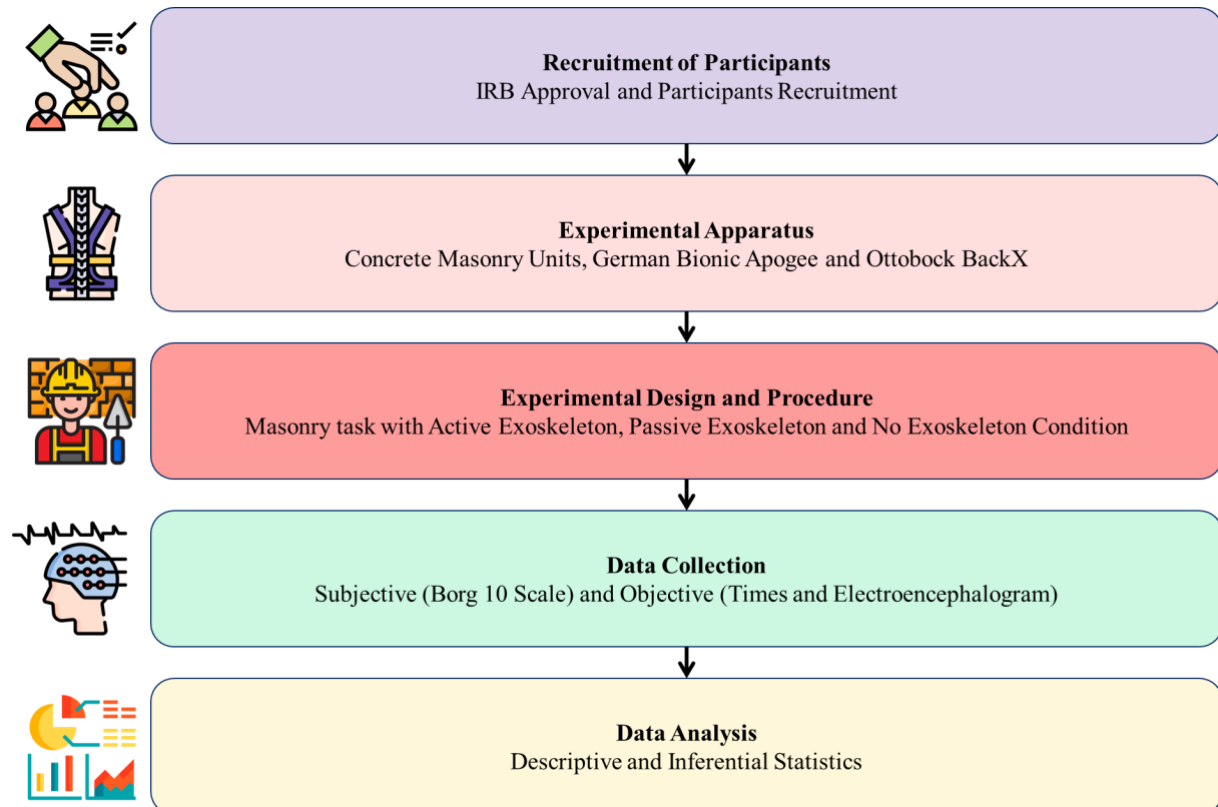 Recruitment of Participants
IRB Approval and Participants Recruitment
Experimental Apparatus
Concrete Masonry Units, German Bionic Apogee and Ottobock BackX
Experimental Design and Procedure
Masonry task with Active Exoskeleton, Passive Exoskeleton and No Exoskeleton Condition
Data Collection
Subjective (Borg 10 Scale) and Objective (Times and Electroencephalogram)
Data Analysis
Descriptive and Inferential Statistics